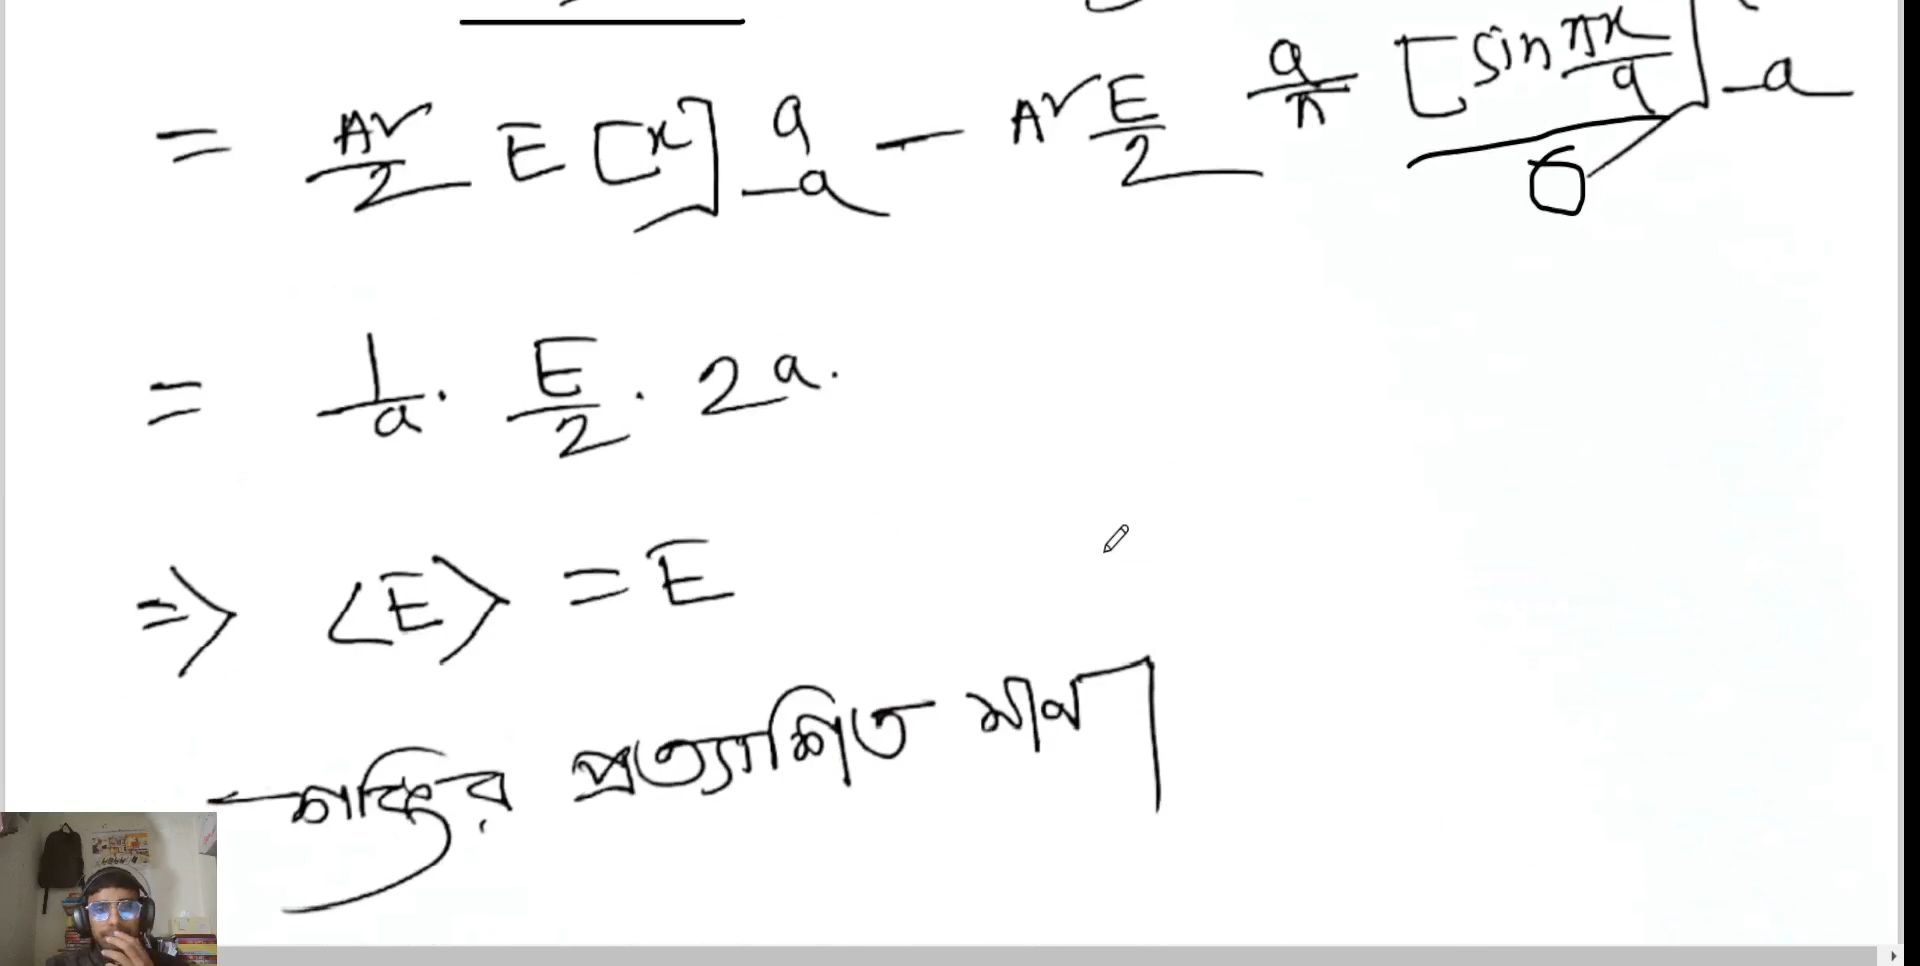 = A²/2 E [x]ᵃ₋ₐ − A² E/2 a/π [sin πx/a]₋ₐ
0
= 1/a . E/2 . 2a .
⇒ ⟨E⟩ = E
শক্তির প্রত্যাশিত মান